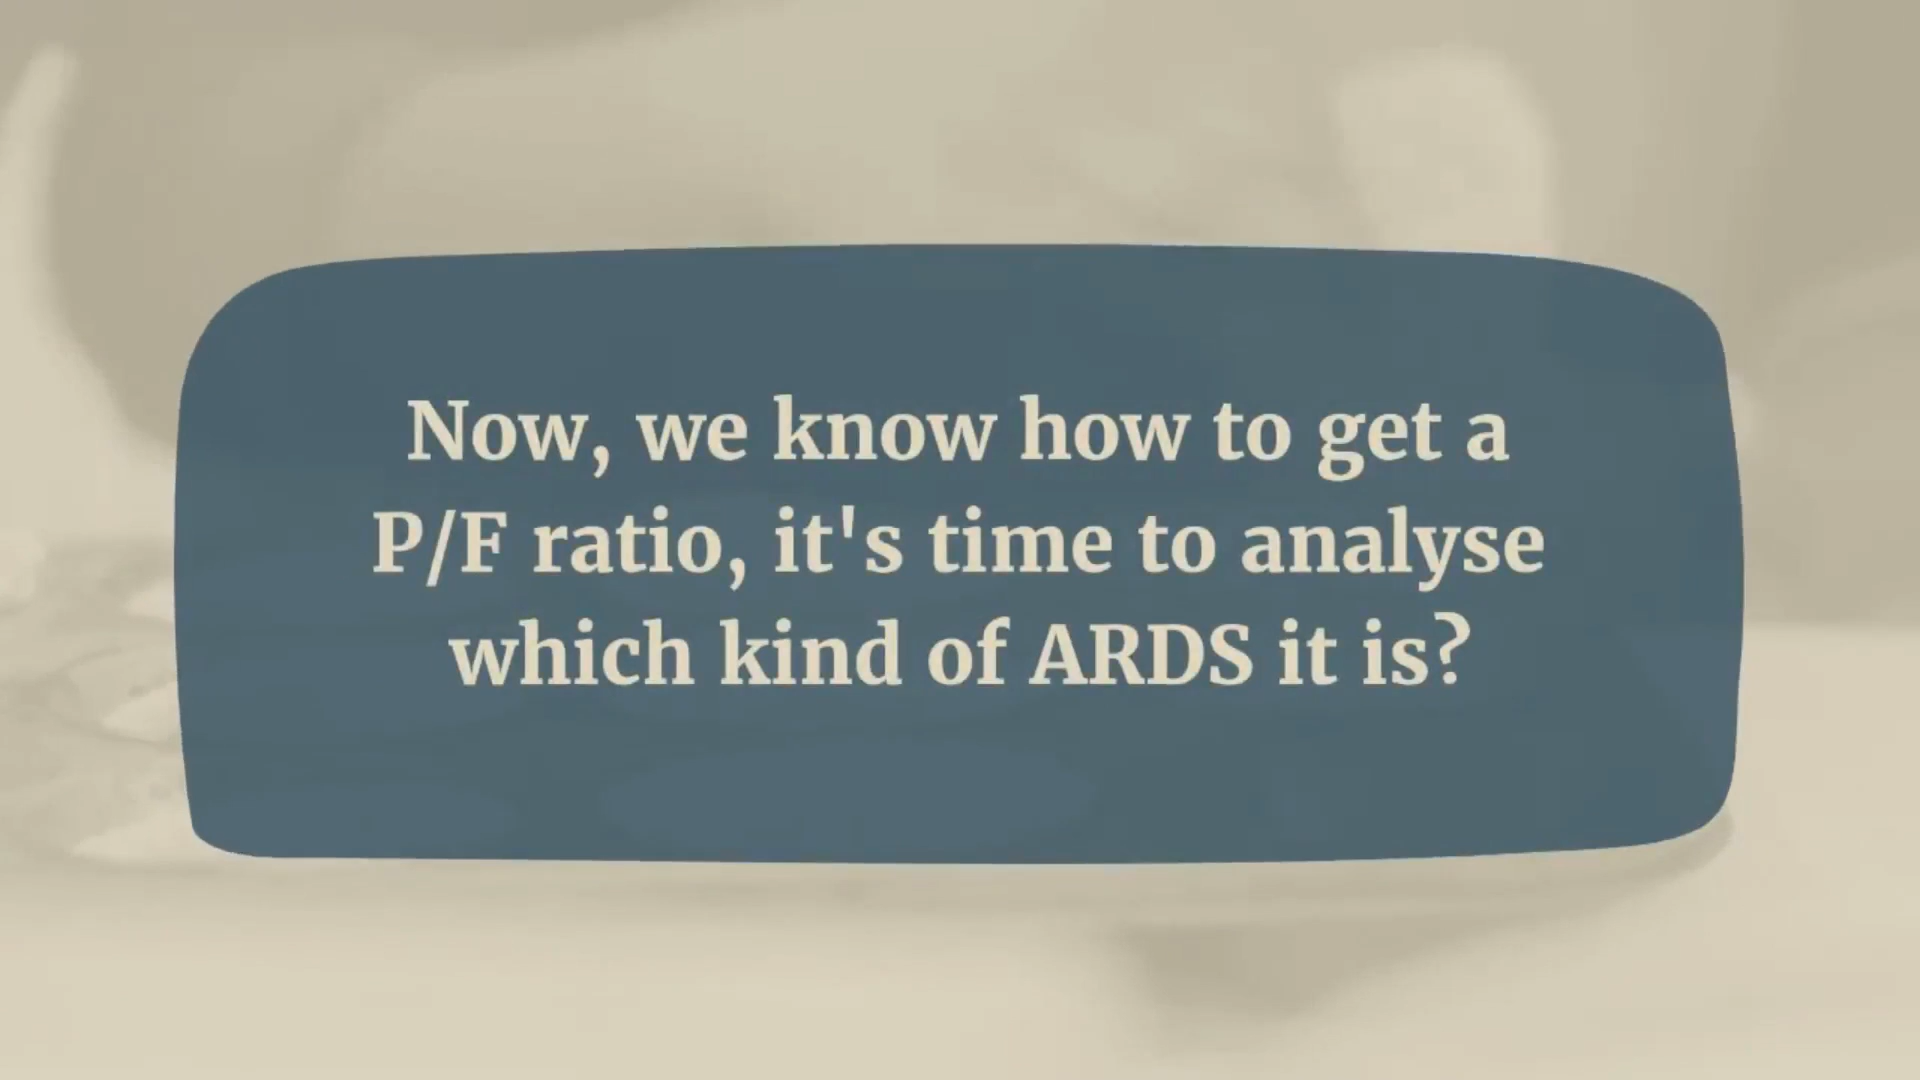 Now, we know how to get a
P/F ratio, it's time to analyse
which kind of ARDS it is?